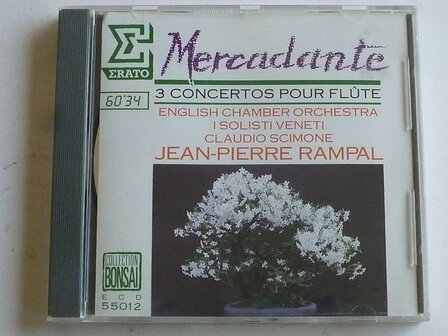 ERATO
Mercadante
60'34
3 CONCERTOS POUR FLÛTE
ENGLISH CHAMBER ORCHESTRA
I SOLISTI VENETI
CLAUDIO SCIMONE
JEAN-PIERRE RAMPAL
COLLECTION
BONSAI
ECD
55012